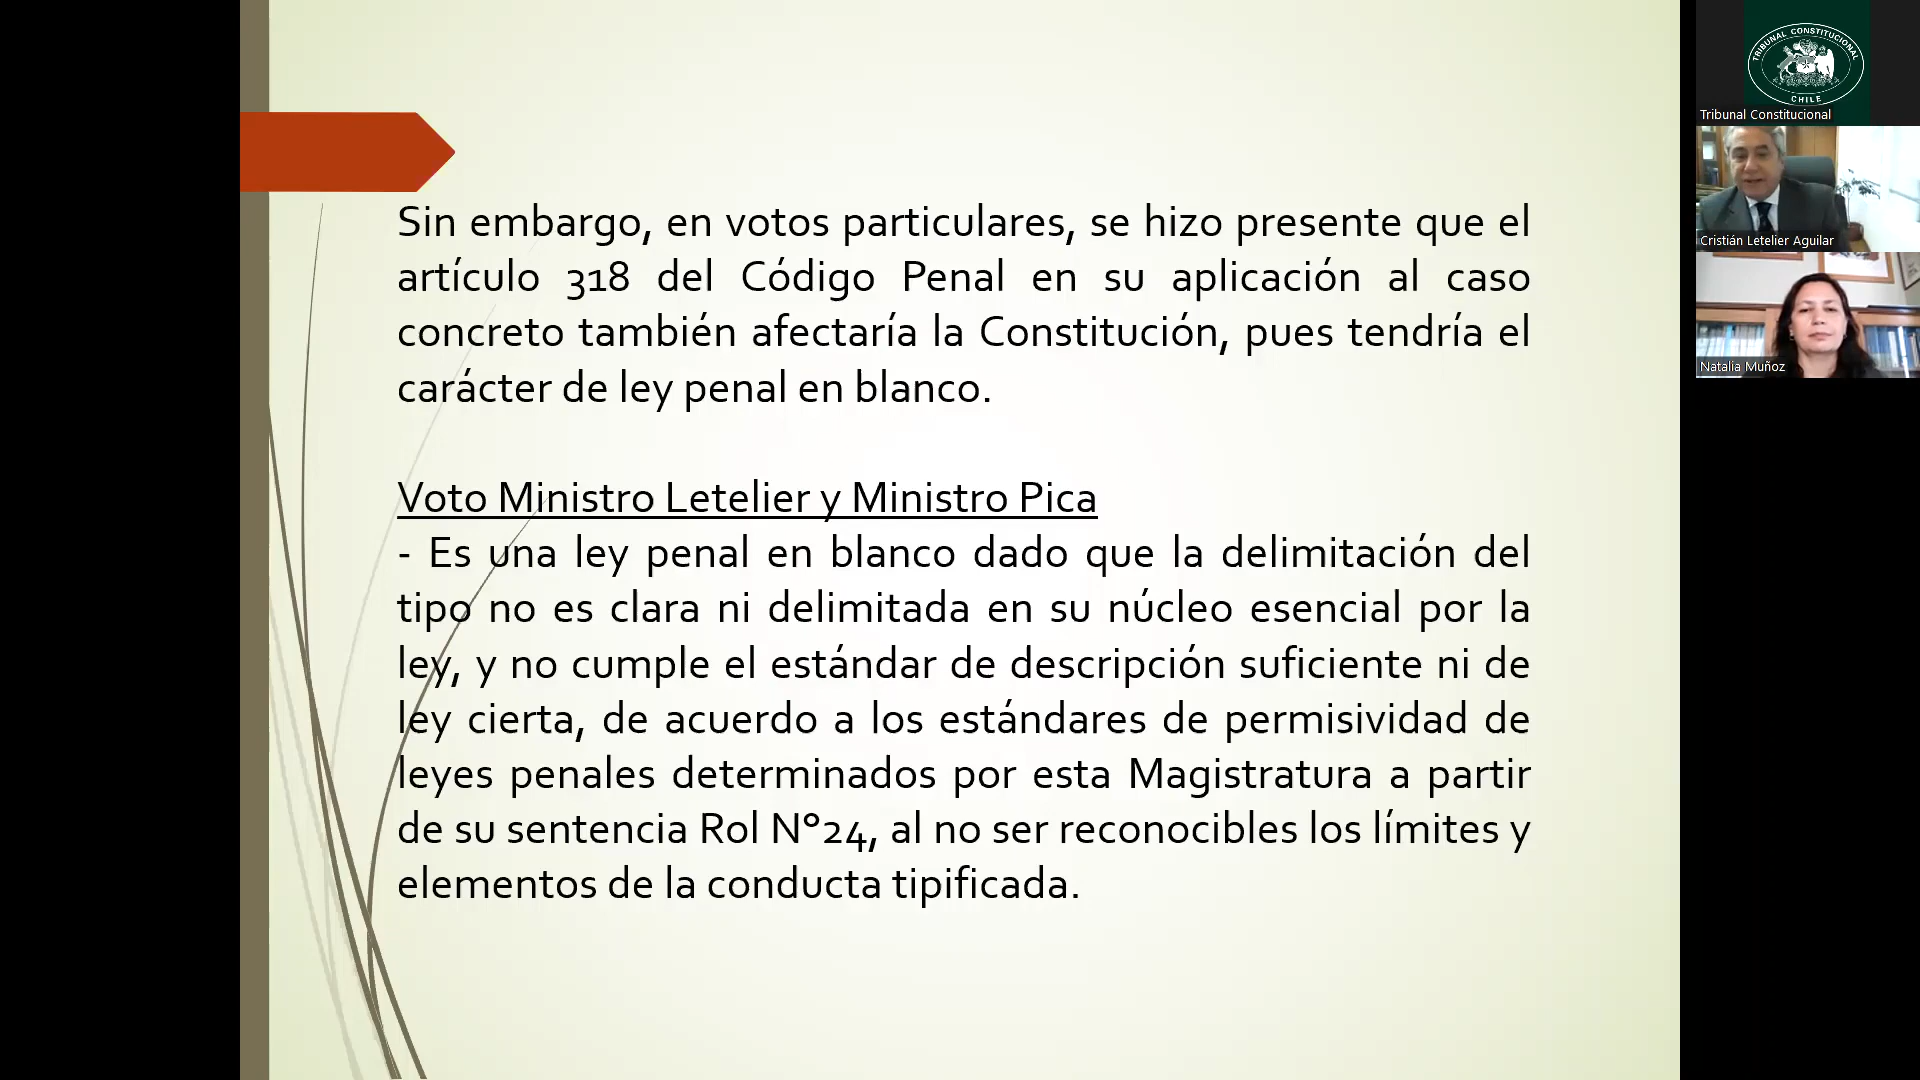 Sin embargo, en votos particulares, se hizo presente que el
artículo 318 del Código Penal en su aplicación al caso
concreto también afectaría la Constitución, pues tendría el
carácter de ley penal en blanco.
Voto Ministro Letelier y Ministro Pica
- Es una ley penal en blanco dado que la delimitación del
tipo no es clara ni delimitada en su núcleo esencial por la
ley, y no cumple el estándar de descripción suficiente ni de
ley cierta, de acuerdo a los estándares de permisividad de
leyes penales determinados por esta Magistratura a partir
de su sentencia Rol N°24, al no ser reconocibles los límites y
elementos de la conducta tipificada.
TRIBUNAL CONSTITUCIONAL
CHILE
Tribunal Constitucional
Cristián Letelier Aguilar
Natalia Muñoz